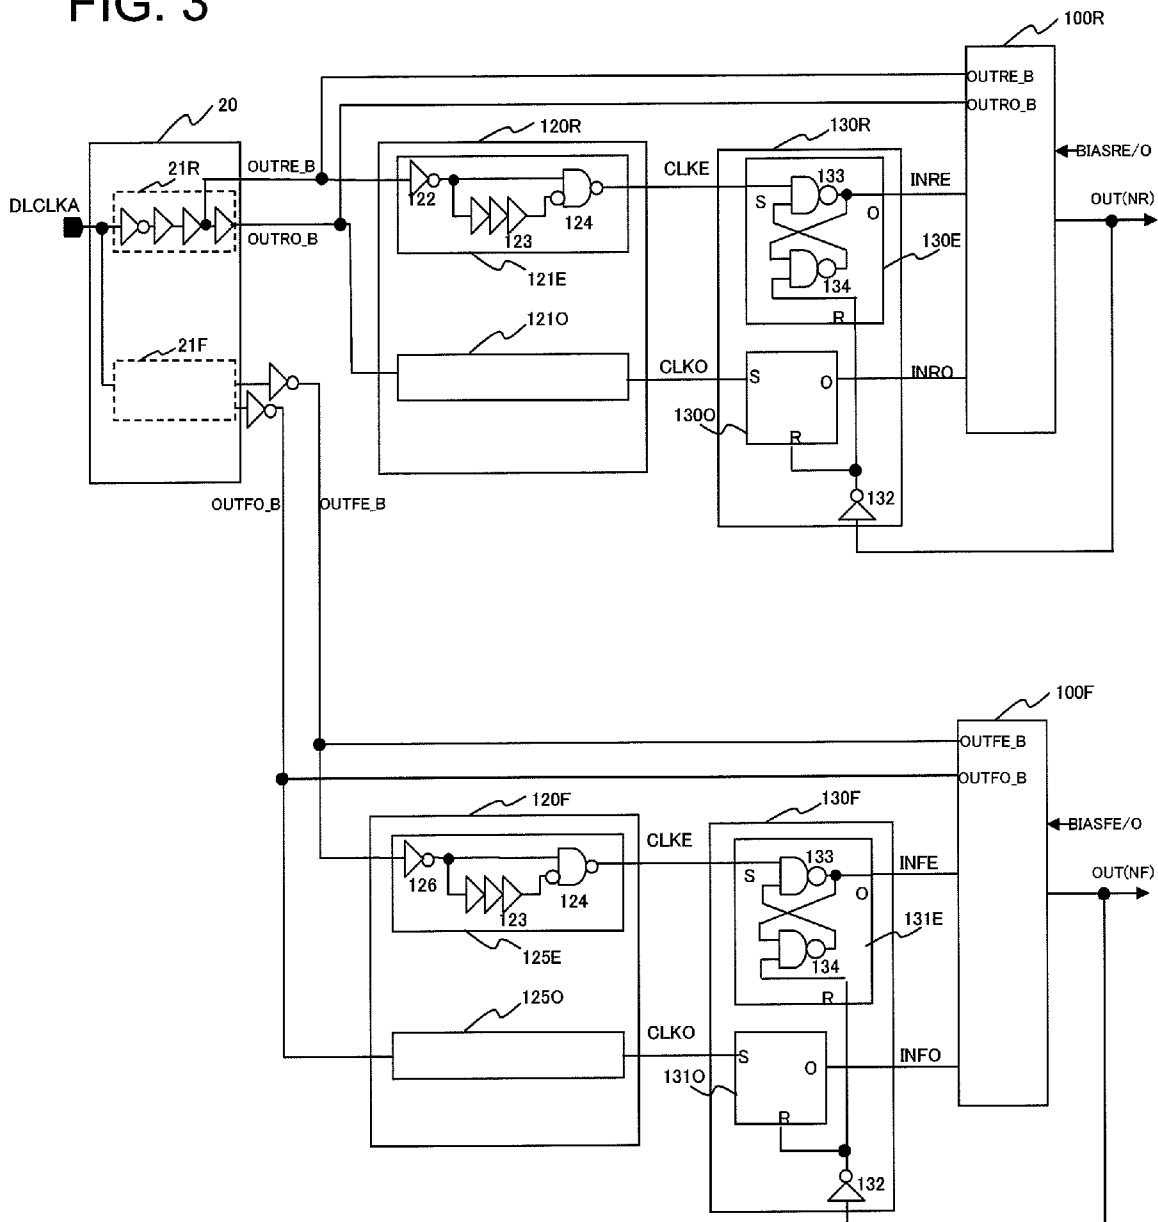 FIG. 3
100R
OUTRE_B
OUTRO_B
20
120R
130R
BIASRE/O
21R
OUTRE_B
CLKE
133
INRE
DLCLKA
122
124
S
O
OUT(NR)
OUTRO_B
123
130E
121E
134
R
121O
21F
CLKO
S
O
INRO
130O
R
OUTFO_B
OUTFE_B
132
100F
OUTFE_B
OUTFO_B
120F
130F
BIASFE/O
CLKE
133
INFE
OUT(NF)
126
124
S
O
123
131E
125E
134
R
125O
CLKO
S
INFO
131O
O
R
132